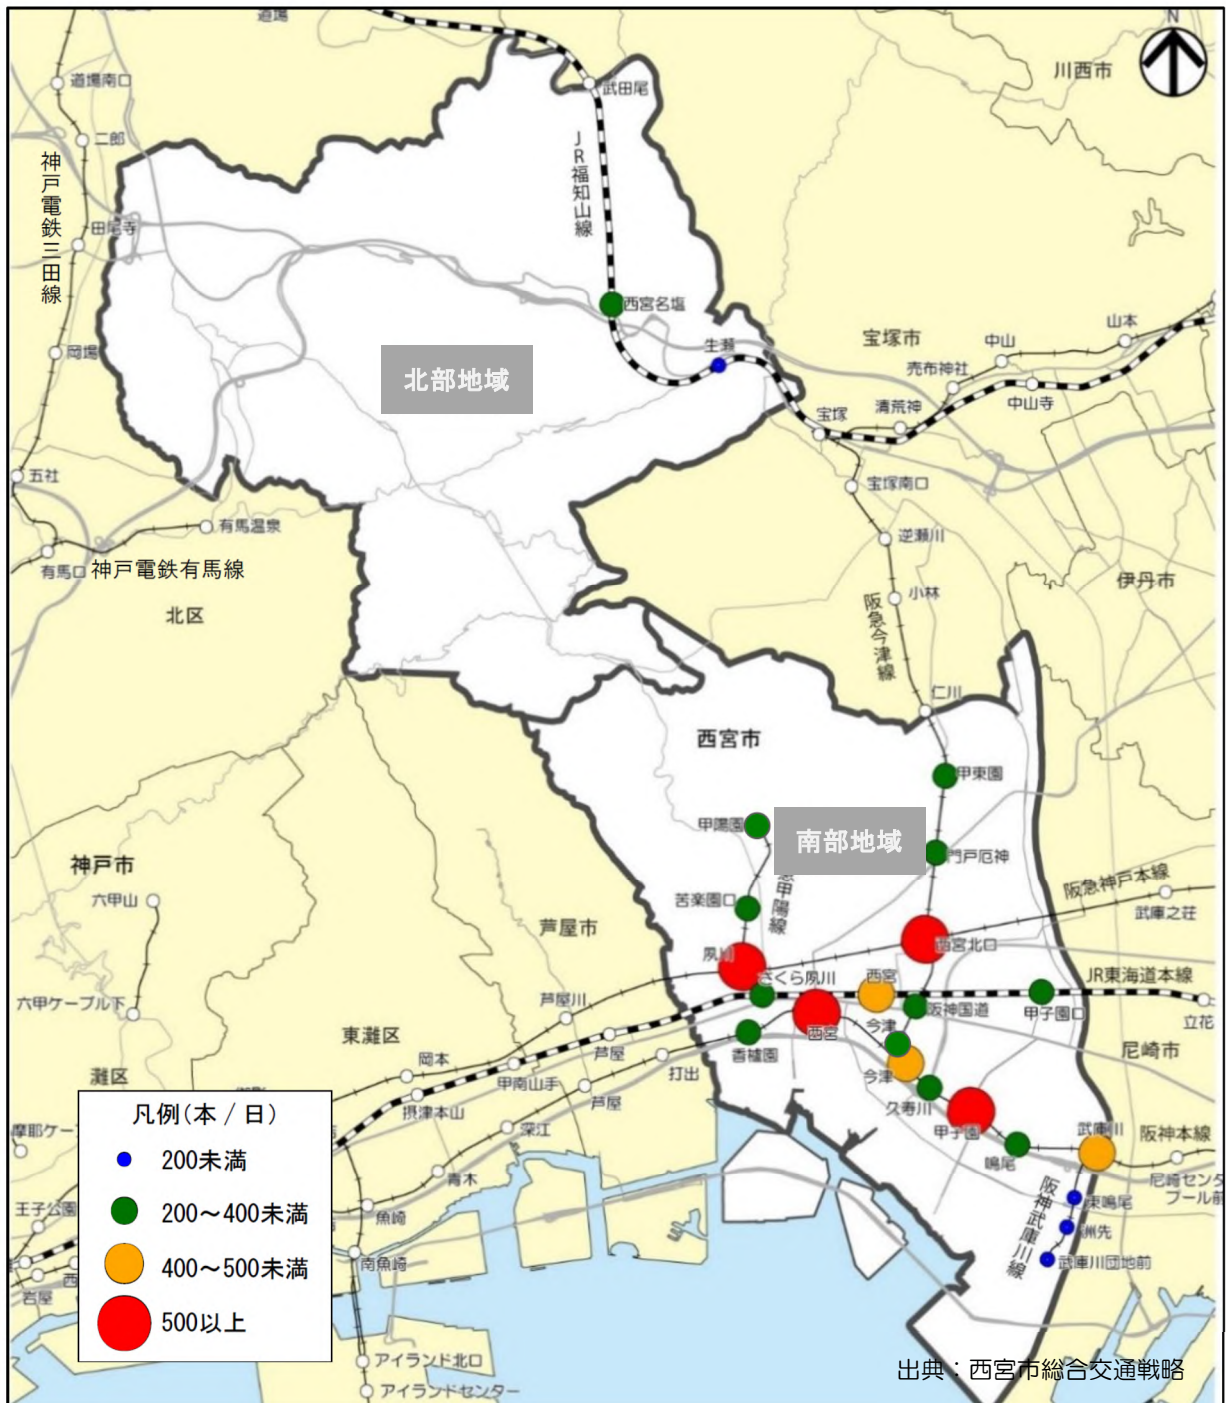 道場
N
川西市
道場南口
武田尾
二郎
JR福知山線
神戸電鉄三田線
田尾寺
西宮名塩
宝塚市
山本
中山
岡場
生瀬
売布神社
北部地域
中山寺
清荒神
宝塚
五社
宝塚南口
有馬温泉
逆瀬川
有馬口
神戸電鉄有馬線
伊丹市
小林
北区
阪急今津線
仁川
西宮市
甲東園
甲陽園
南部地域
門戸厄神
神戸市
急甲陽線
阪急神戸本線
六甲山
苦楽園口
武庫之荘
芦屋市
西宮北口
夙川
さくら夙川
西宮
JR東海道本線
六甲ケーブル下
芦屋川
阪神国道
甲子園口
立花
今津
西宮
東灘区
香櫨園
芦屋
尼崎市
岡本
打出
今津
灘区
甲南山手
久寿川
摂津本山
芦屋
甲子園
武庫川
阪神本線
凡例(本/日)
摩耶ケー
深江
鳴尾
200未満
青木
尼崎センタ
プール前
阪神武庫川線
東鳴尾
王子公園
200～400未満
魚崎
洲先
400～500未満
南魚崎
武庫川団地前
西
岩屋
500以上
アイランド北口
出典：西宮市総合交通戦略
アイランドセンター